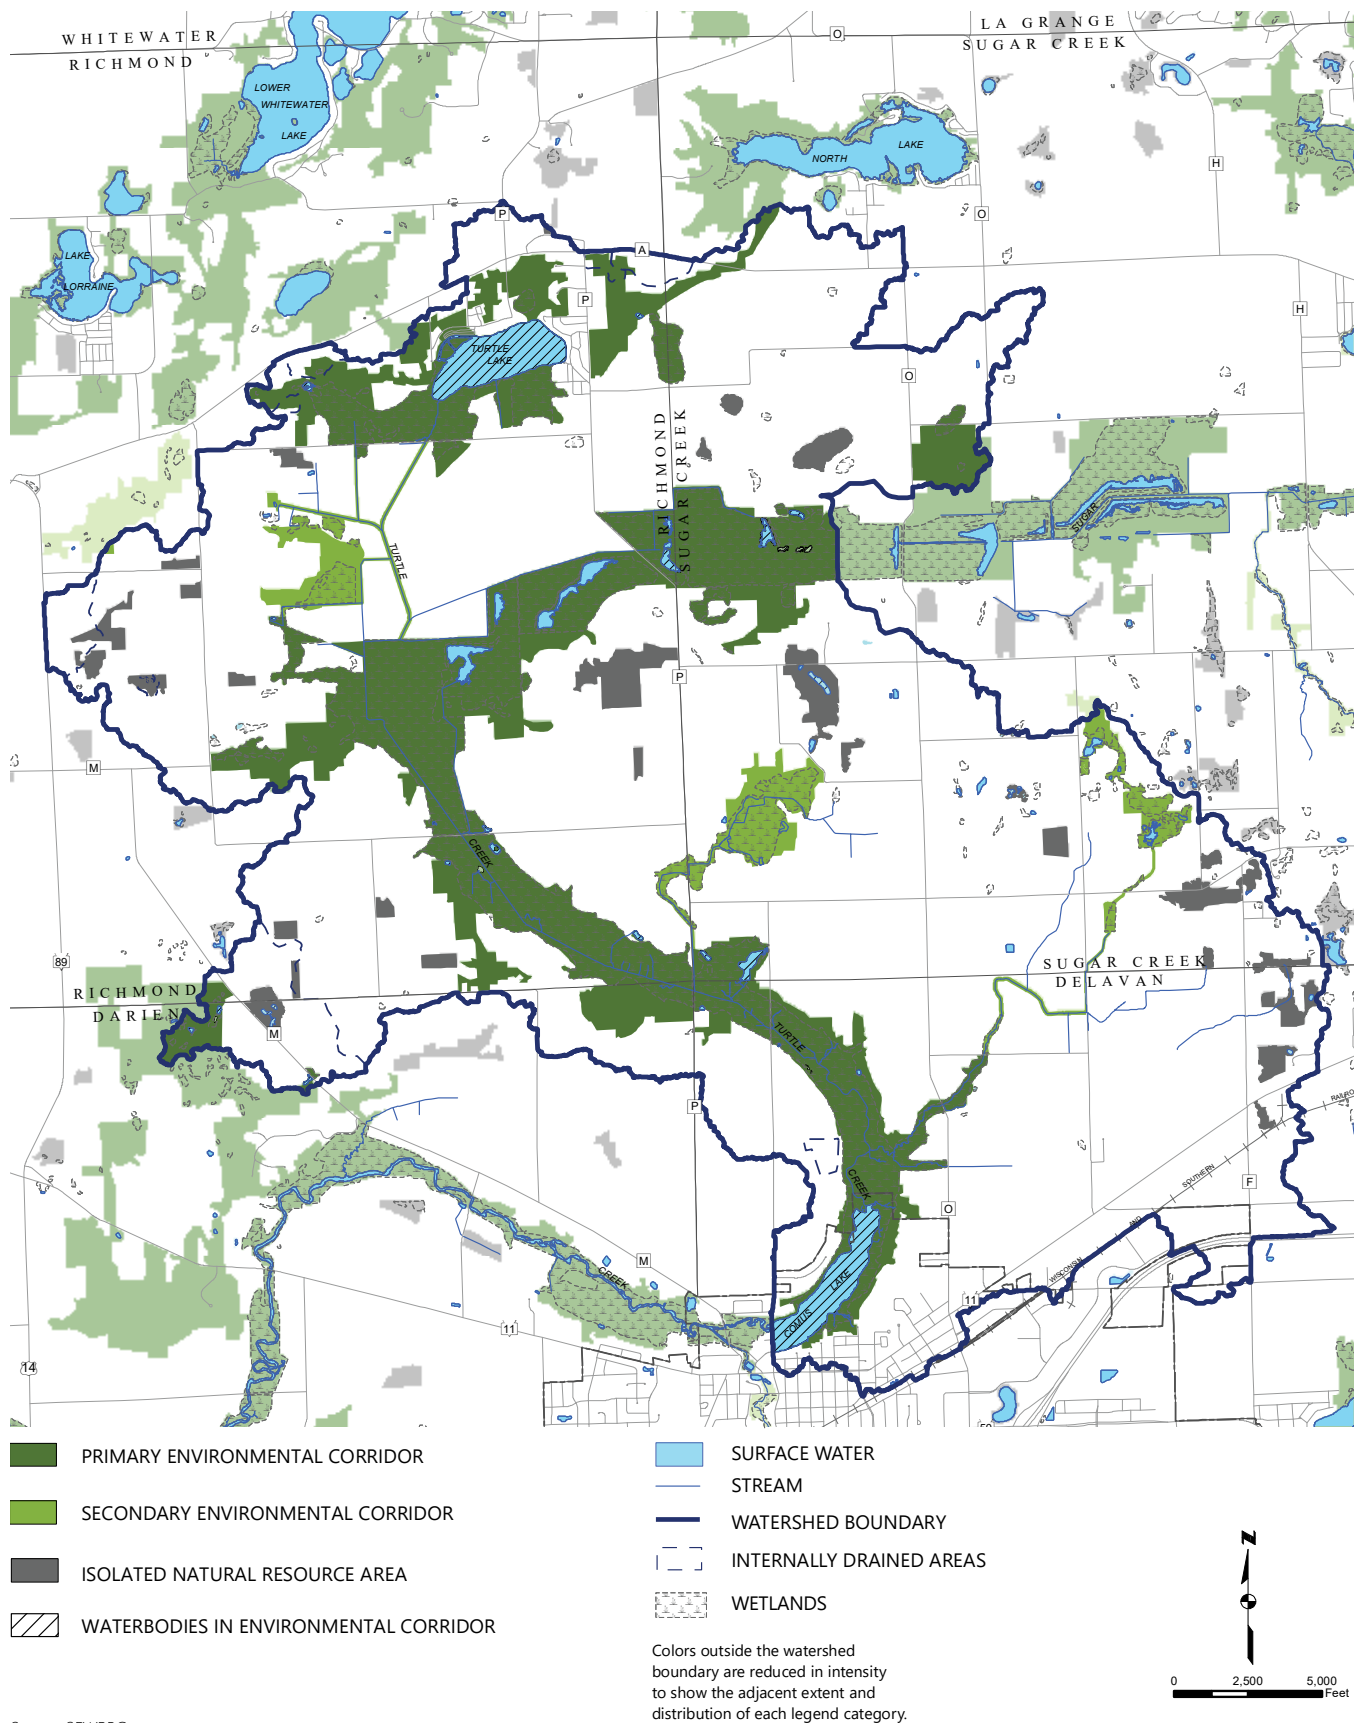 WHITEWATER
RICHMOND
LA GRANGE
SUGAR CREEK
O
LOWER
WHITEWATER
LAKE
LAKE
NORTH
H
P
O
A
LAKE
LORRAINE
P
H
TURTLE
LAKE
O
RICHMOND
SUGAR CREEK
SUGAR
TURTLE
P
M
CREEK
89
SUGAR CREEK
DELAVAN
RICHMOND
DARIEN
M
TURTLE
P
RAILRO
SOUTHERN
CREEK
F
O
AND
M
CREEK
WISCONSIN
LAKE
11
COMUS
11
14
PRIMARY ENVIRONMENTAL CORRIDOR
SECONDARY ENVIRONMENTAL CORRIDOR
ISOLATED NATURAL RESOURCE AREA
WATERBODIES IN ENVIRONMENTAL CORRIDOR
SURFACE WATER
STREAM
WATERSHED BOUNDARY
INTERNALLY DRAINED AREAS
WETLANDS
Colors outside the watershed
boundary are reduced in intensity
to show the adjacent extent and
distribution of each legend category.
N
0 2,500 5,000
Feet